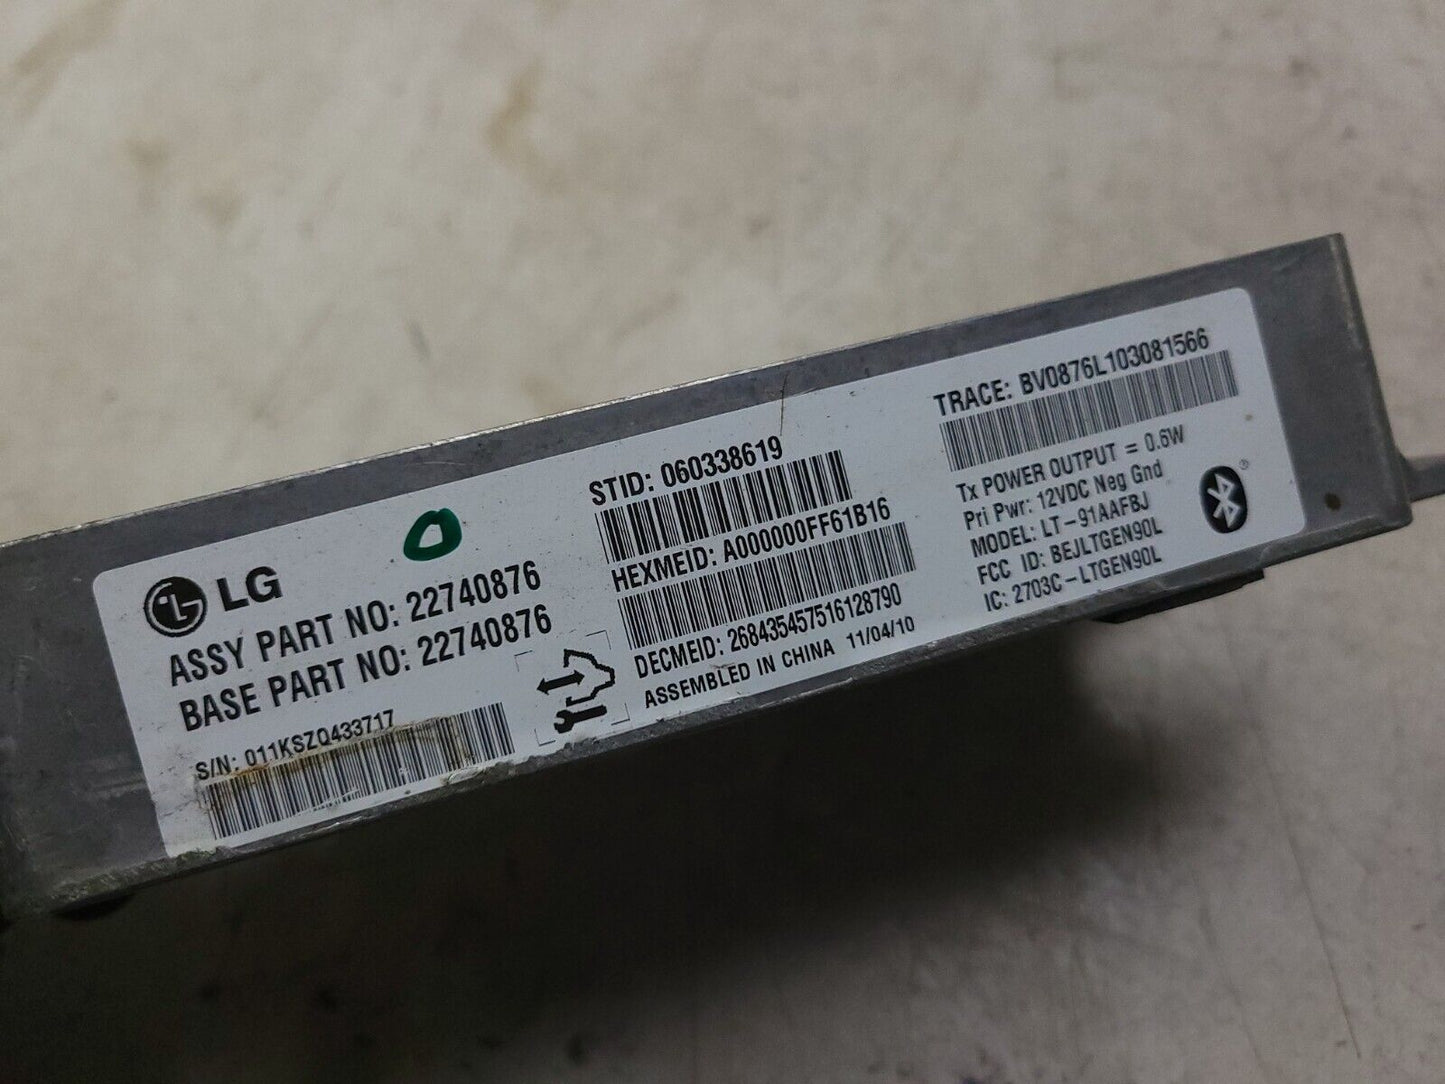 LG
ASSY PART NO: 22740876
BASE PART NO: 22740876
S/N: 011KSZQ433717
STID: 060338619
HEXMEID: A000000FF61B16
DECMEID: 268435457516128790
ASSEMBLED IN CHINA 11/04/10
TRACE: BV0876L103081566
Tx POWER OUTPUT = 0.6W
Pri Pwr: 12VDC Neg Gnd
MODEL: LT-91AAFBJ
FCC ID: BEJLTGEN90L
IC: 2703C-LTGEN90L